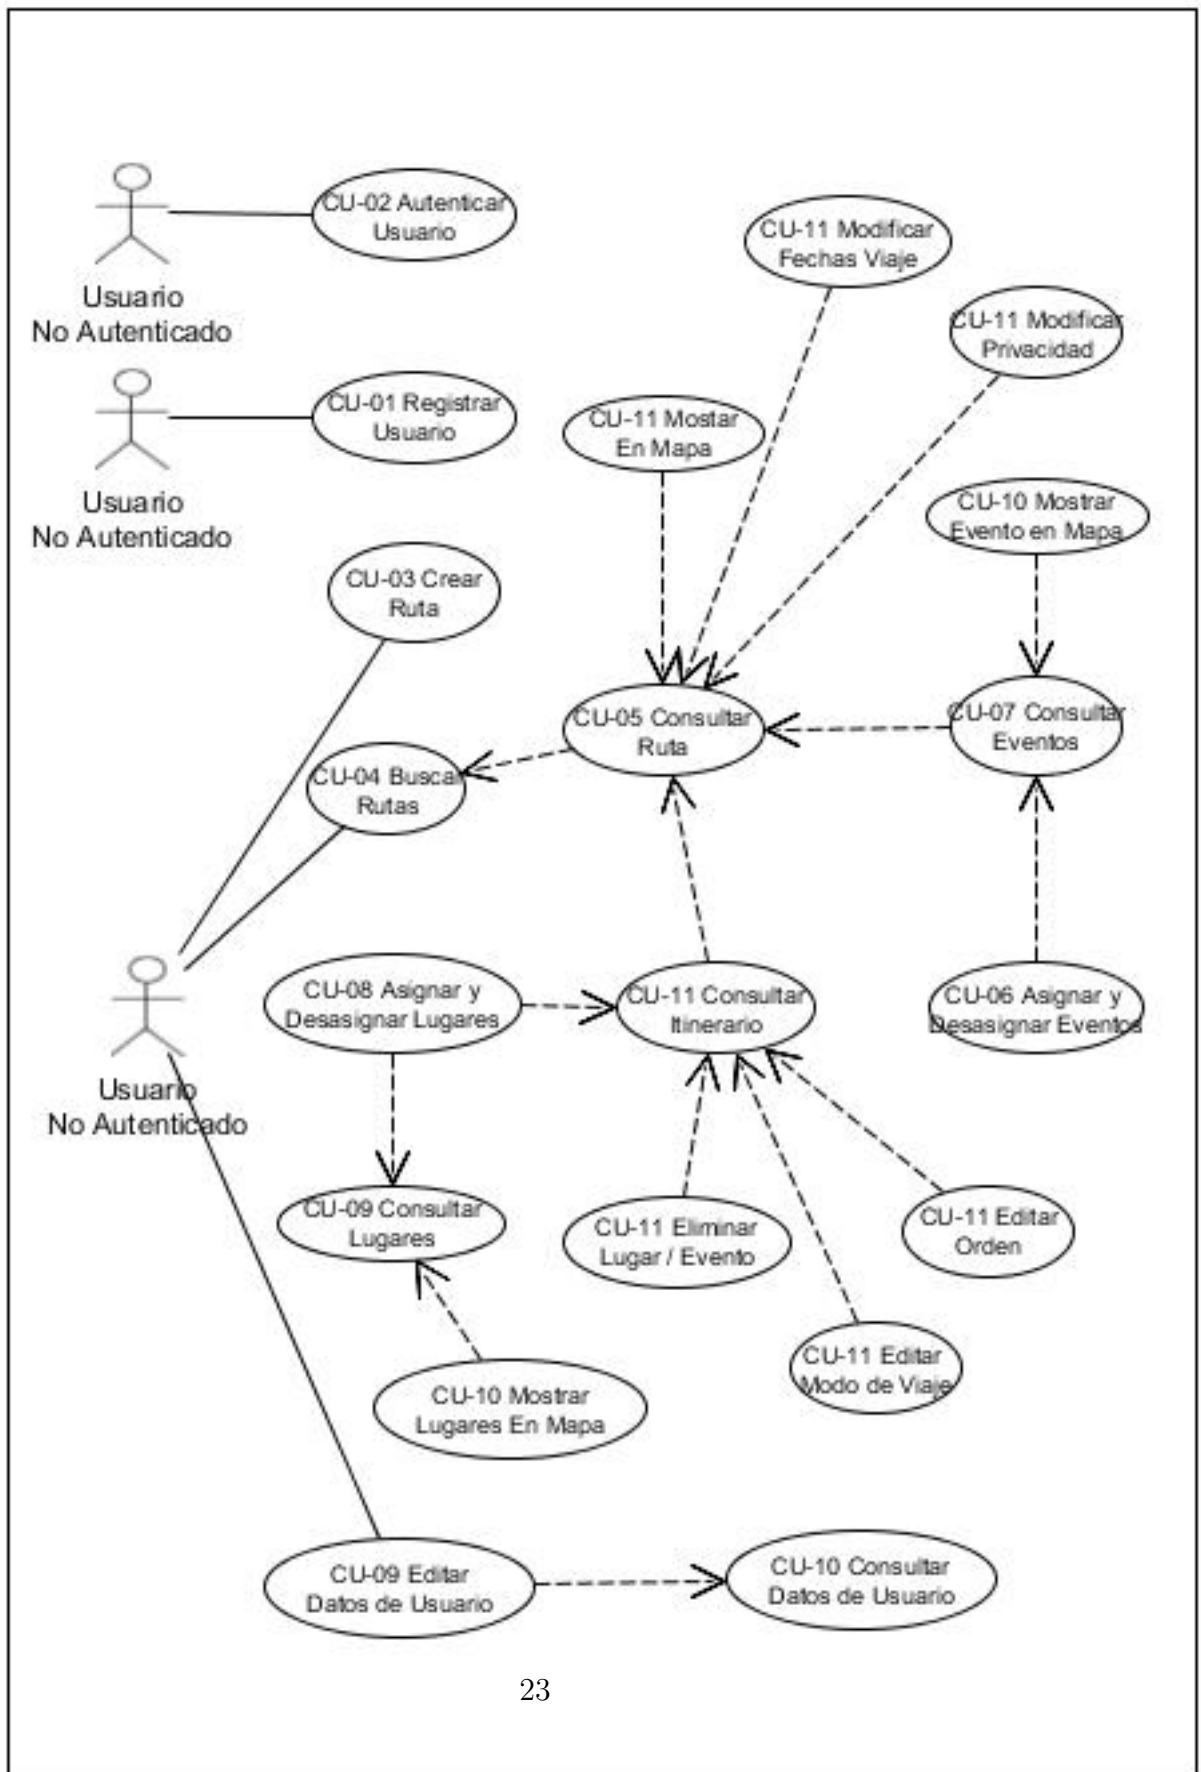 CU-02 Autenticar
Usuario
Usuario
No Autenticado
CU-11 Modificar
Fechas Viaje
CU-11 Modificar
Privacidad
CU-01 Registrar
Usuario
Usuario
No Autenticado
CU-11 Mostar
En Mapa
CU-10 Mostrar
Evento en Mapa
CU-03 Crear
Ruta
CU-05 Consultar
Ruta
CU-07 Consultar
Eventos
CU-04 Buscar
Rutas
CU-08 Asignar y
Desasignar Lugares
CU-11 Consultar
Itinerario
CU-06 Asignar y
Desasignar Eventos
Usuario
No Autenticado
CU-09 Consultar
Lugares
CU-11 Eliminar
Lugar / Evento
CU-11 Editar
Orden
CU-11 Editar
Modo de Viaje
CU-10 Mostrar
Lugares En Mapa
CU-09 Editar
Datos de Usuario
CU-10 Consultar
Datos de Usuario
23